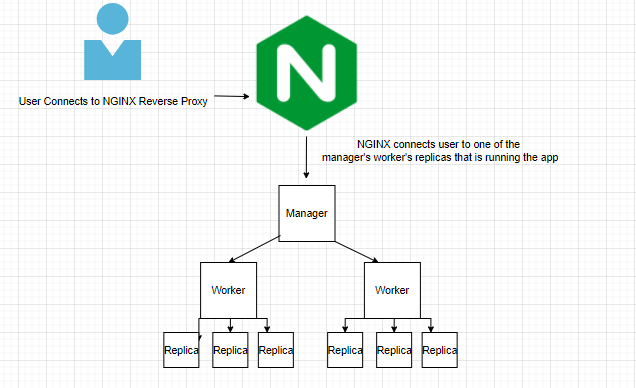 N
User Connects to NGINX Reverse Proxy
NGINX connects user to one of the
manager's worker's replicas that is running the app
Manager
Worker
Worker
Replica
Replica
Replica
Replica
Replica
Replica